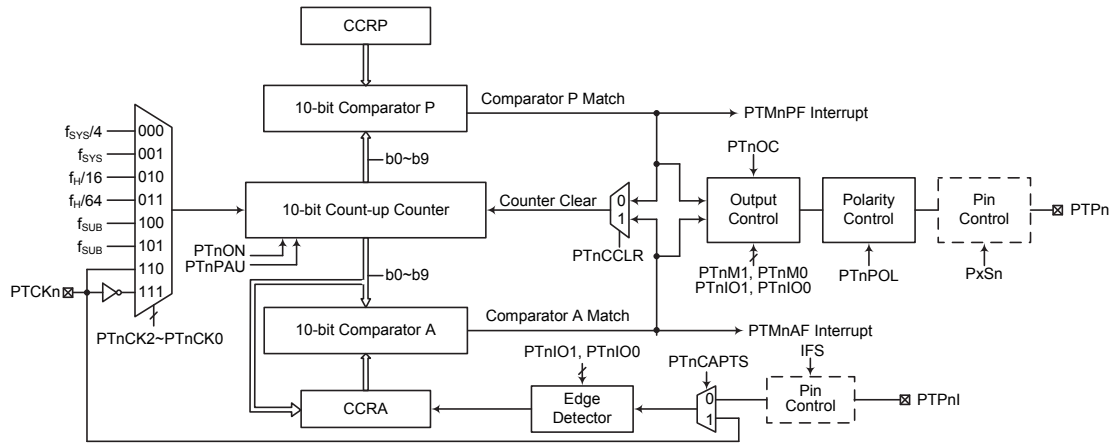 CCRP
10-bit Comparator P
Comparator P Match
PTMnPF Interrupt
fSYS/4
000
fSYS
001
fH/16
010
fH/64
011
fSUB
100
fSUB
101
110
111
PTCKn
PTnCK2~PTnCK0
b0~b9
10-bit Count-up Counter
PTnON
PTnPAU
b0~b9
Counter Clear
0
1
PTnCCLR
PTnOC
Output
Control
PTnM1, PTnM0
PTnIO1, PTnIO0
Polarity
Control
PTnPOL
Pin
Control
PxSn
PTPn
10-bit Comparator A
Comparator A Match
PTMnAF Interrupt
CCRA
PTnIO1, PTnIO0
Edge
Detector
PTnCAPTS
0
1
IFS
Pin
Control
PTPnI